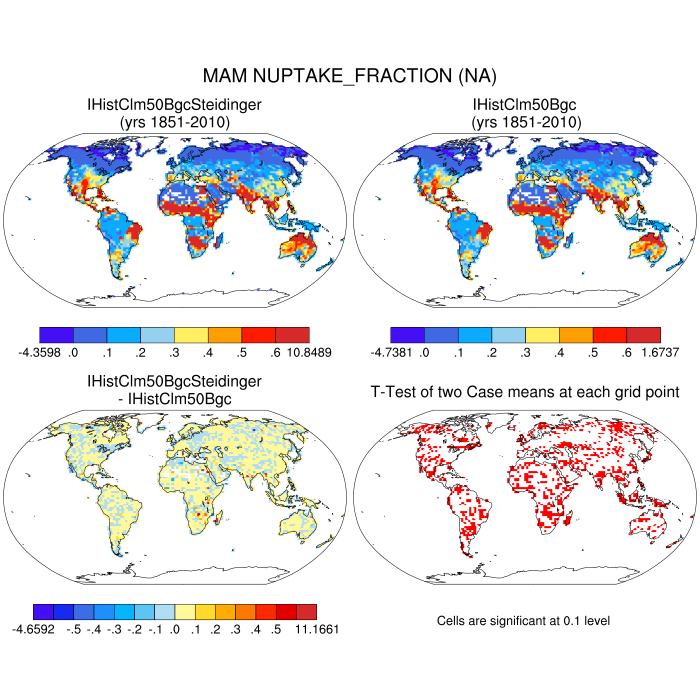 MAM NUPTAKE_FRACTION (NA)
IHistClm50BgcSteidinger
(yrs 1851-2010)
IHistClm50Bgc
(yrs 1851-2010)
-4.3598 .0 .1 .2 .3 .4 .5 .6 10.8489
-4.7381 .0 .1 .2 .3 .4 .5 .6 1.6737
IHistClm50BgcSteidinger
- IHistClm50Bgc
T-Test of two Case means at each grid point
-4.6592 -.5 -.4 -.3 -.2 -.1 .0 .1 .2 .3 .4 .5 11.1661
Cells are significant at 0.1 level